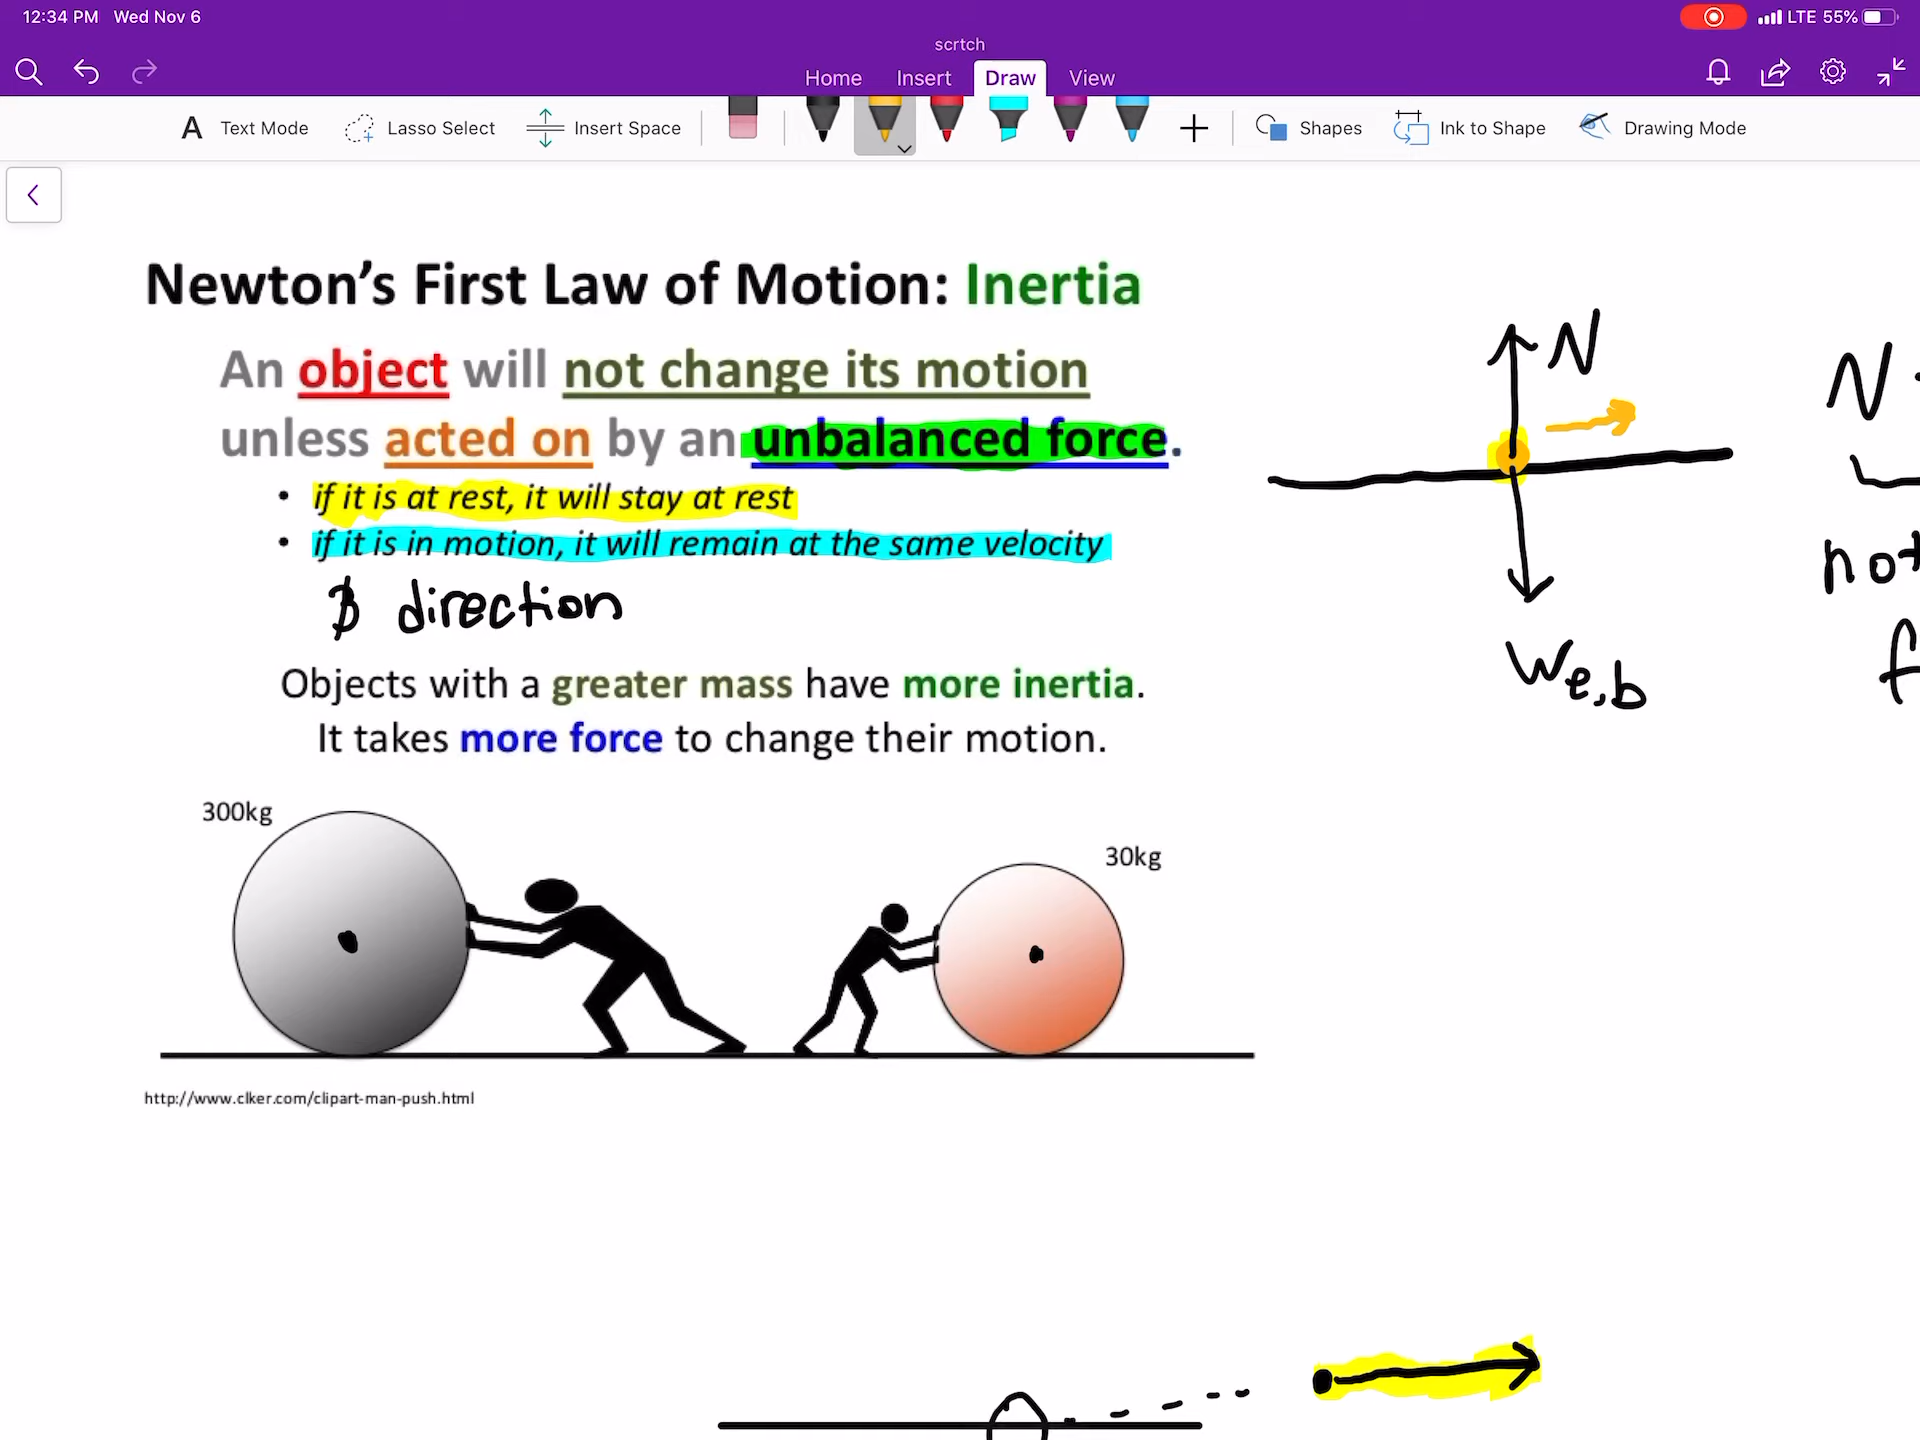 12:34 PM Wed Nov 6
LTE 55%
scrtch
Home Insert Draw View
A Text Mode Lasso Select Insert Space Shapes Ink to Shape Drawing Mode
Newton's First Law of Motion: Inertia
An object will not change its motion
unless acted on by an unbalanced force.
• if it is at rest, it will stay at rest
• if it is in motion, it will remain at the same velocity
direction
Objects with a greater mass have more inertia.
It takes more force to change their motion.
300kg
30kg
http://www.clker.com/clipart-man-push.html
N
We,b
N
not
f